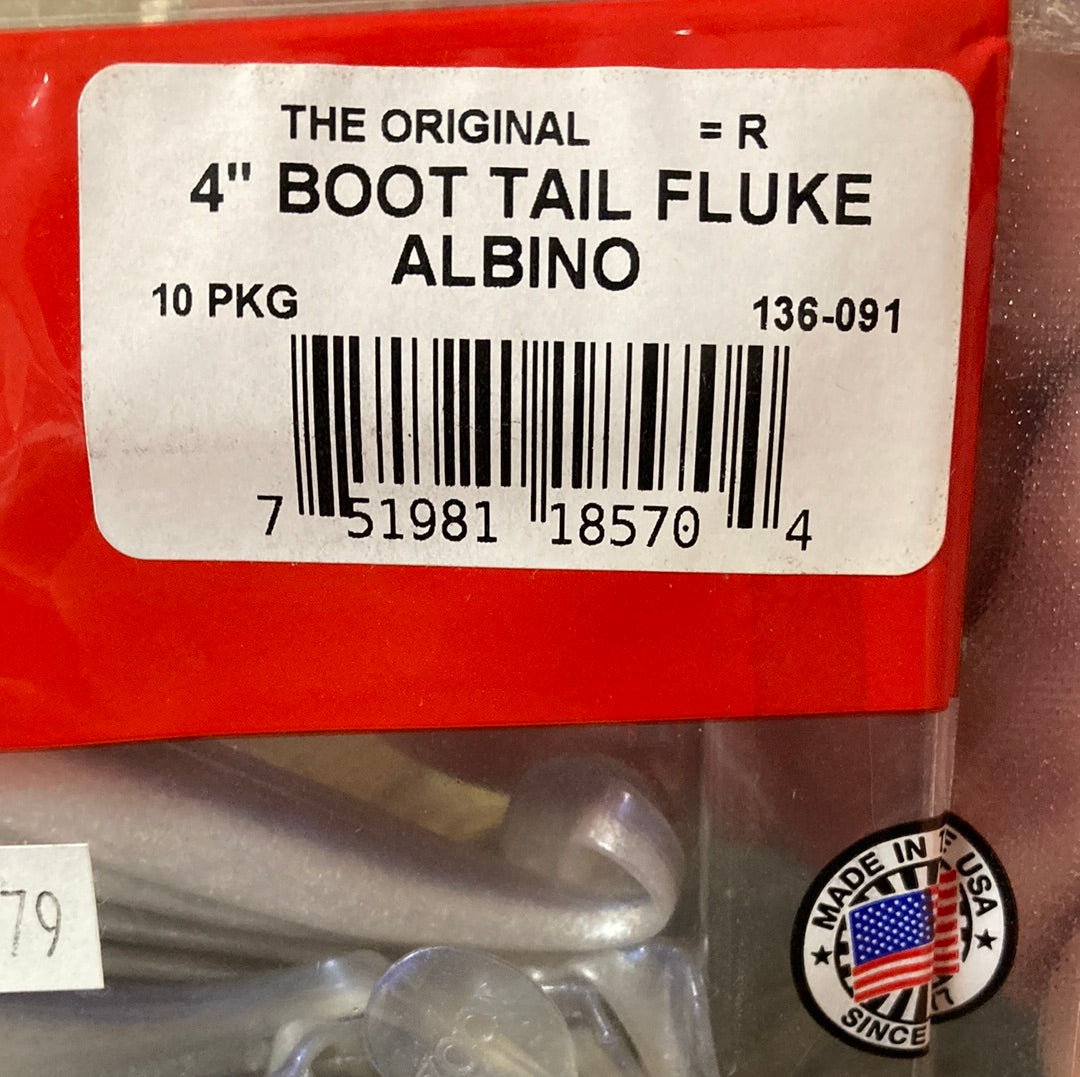 THE ORIGINAL = R
4" BOOT TAIL FLUKE
ALBINO
10 PKG 136-091
7 51981 18570 4
79
MADE IN USA
SINCE